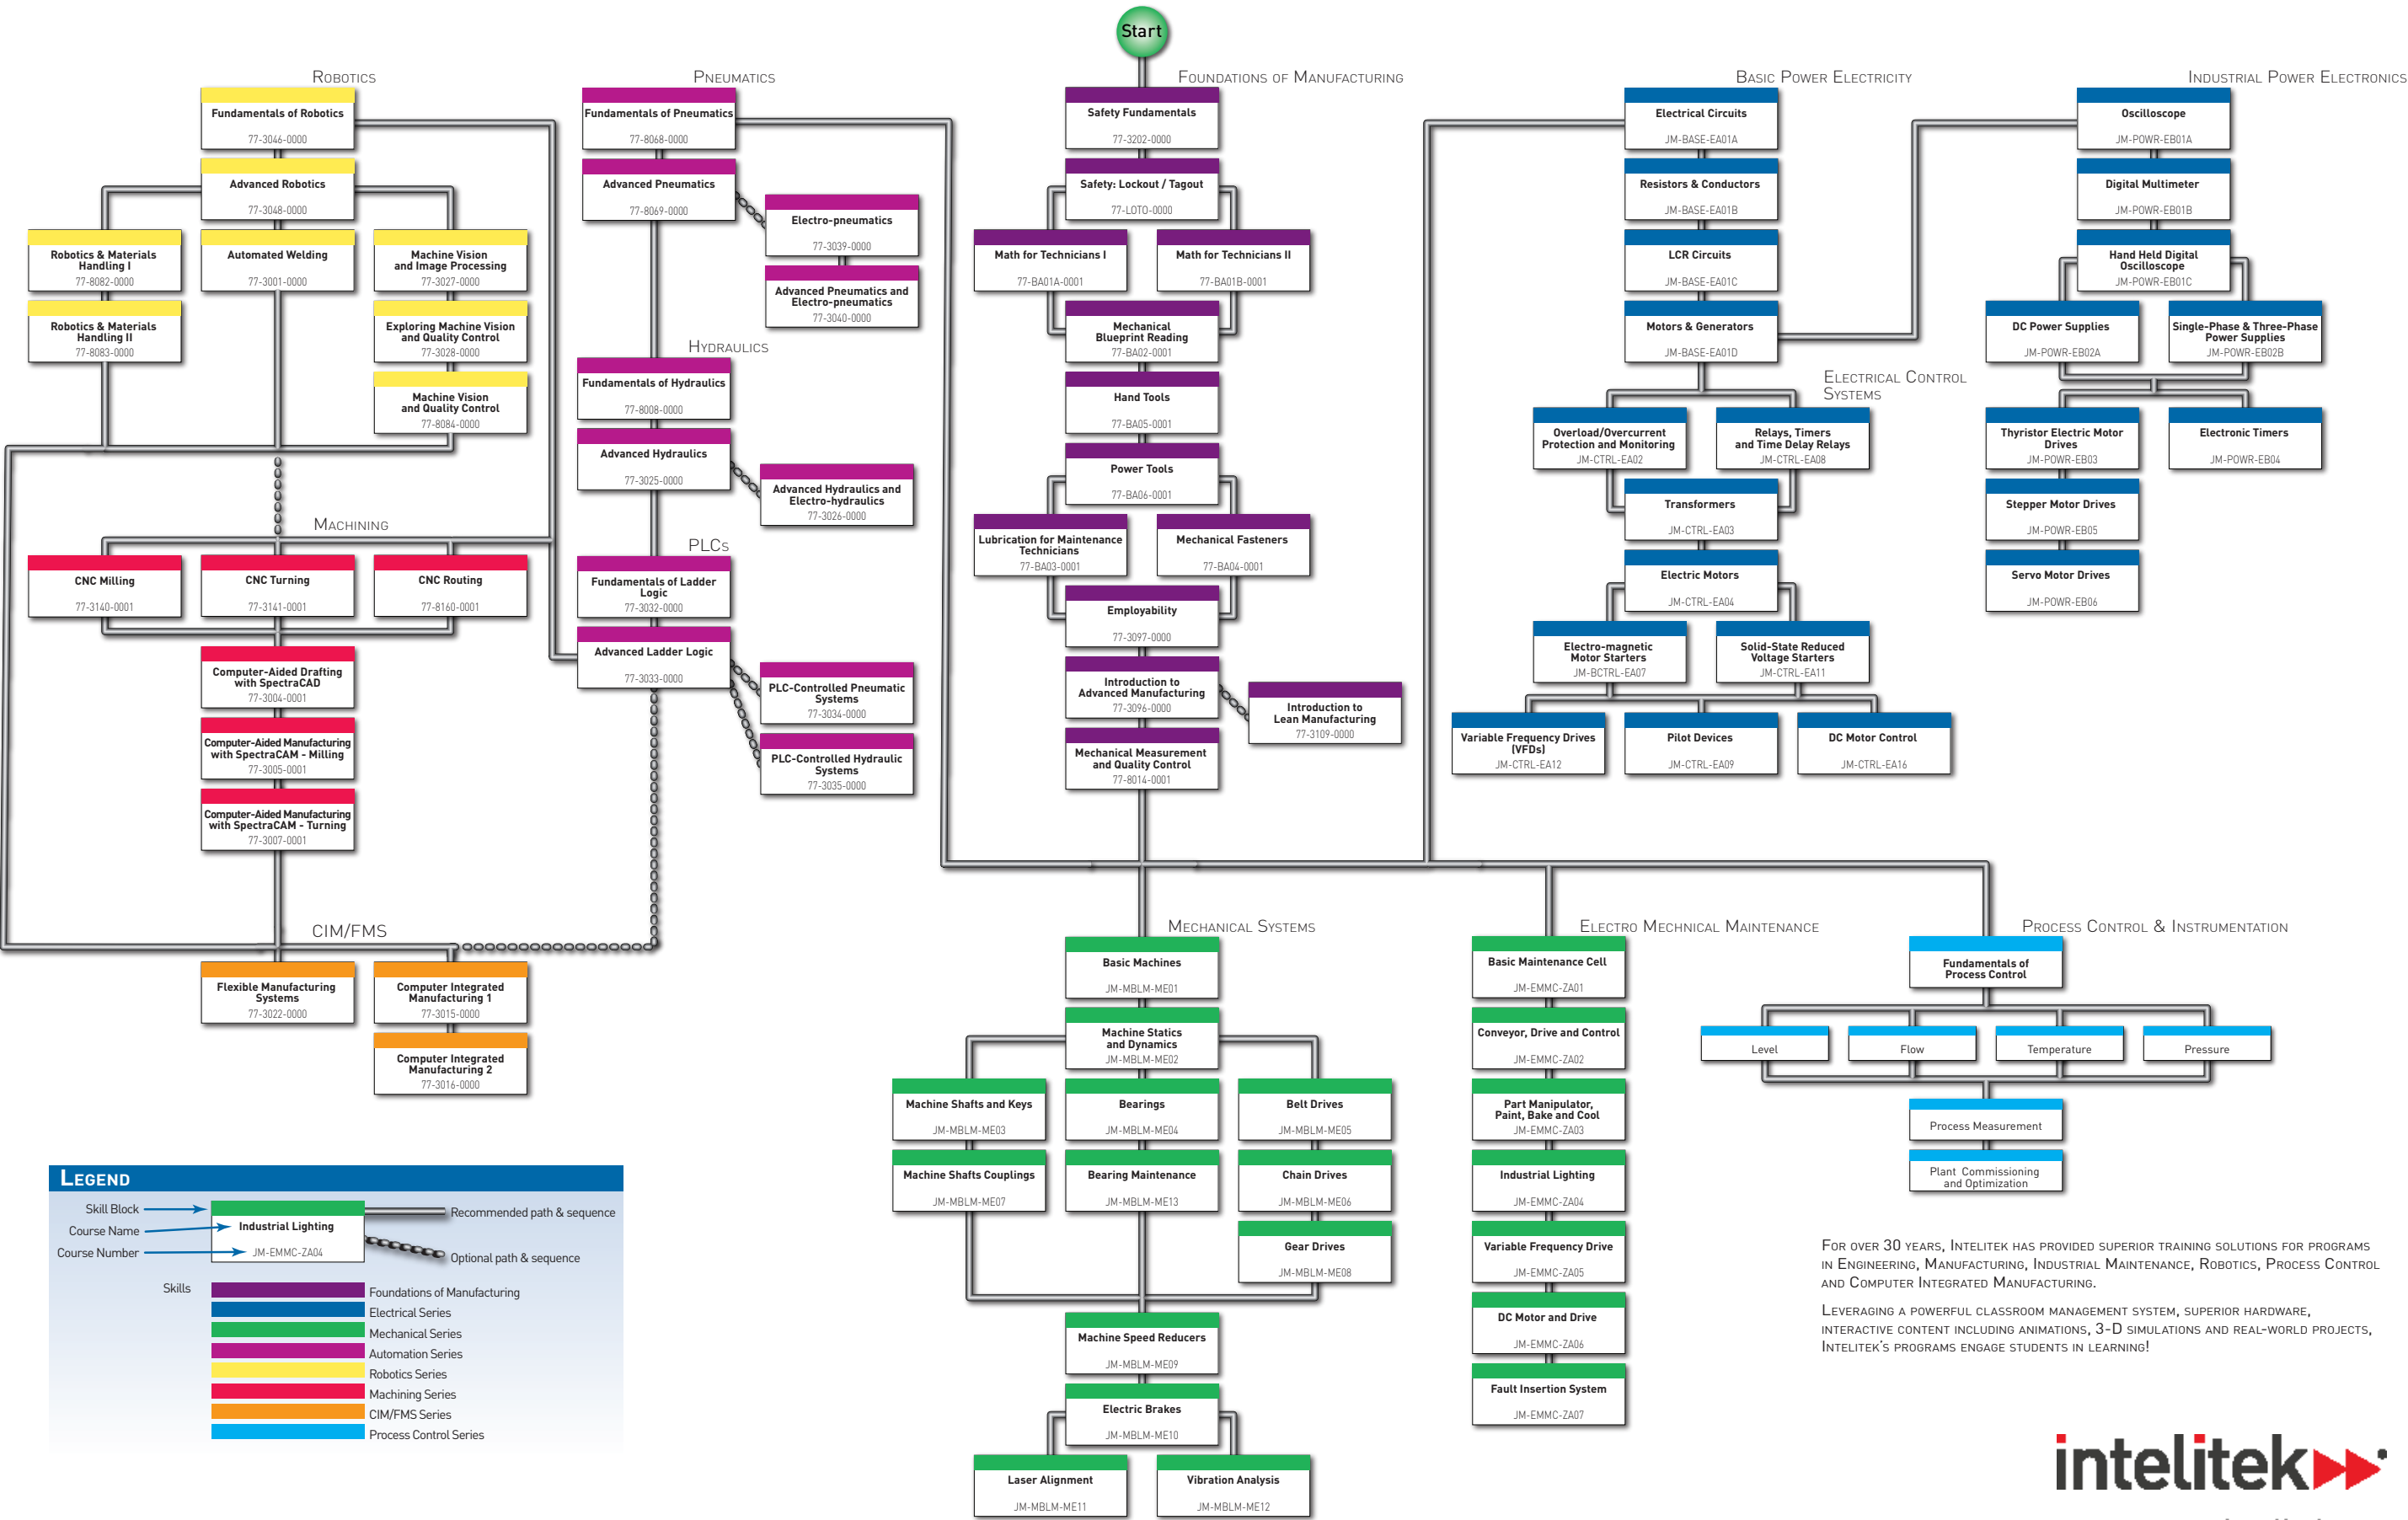 Start
ROBOTICS
Fundamentals of Robotics
77-3046-0000
Advanced Robotics
77-3048-0000
Robotics & Materials
Handling I
77-8082-0000
Automated Welding
77-3001-0000
Machine Vision
and Image Processing
77-3027-0000
Robotics & Materials
Handling II
77-8083-0000
Exploring Machine Vision
and Quality Control
77-3028-0000
Machine Vision
and Quality Control
77-8084-0000
MACHINING
CNC Milling
77-3140-0001
CNC Turning
77-3141-0001
CNC Routing
77-8160-0001
Computer-Aided Drafting
with SpectraCAD
77-3004-0001
Computer-Aided Manufacturing
with SpectraCAM - Milling
77-3005-0001
Computer-Aided Manufacturing
with SpectraCAM - Turning
77-3007-0001
CIM/FMS
Flexible Manufacturing
Systems
77-3022-0000
Computer Integrated
Manufacturing 1
77-3015-0000
Computer Integrated
Manufacturing 2
77-3016-0000
PNEUMATICS
Fundamentals of Pneumatics
77-8068-0000
Advanced Pneumatics
77-8069-0000
Electro-pneumatics
77-3039-0000
Advanced Pneumatics and
Electro-pneumatics
77-3040-0000
HYDRAULICS
Fundamentals of Hydraulics
77-8008-0000
Advanced Hydraulics
77-3025-0000
Advanced Hydraulics and
Electro-hydraulics
77-3026-0000
PLCS
Fundamentals of Ladder
Logic
77-3032-0000
Advanced Ladder Logic
77-3033-0000
PLC-Controlled Pneumatic
Systems
77-3034-0000
PLC-Controlled Hydraulic
Systems
77-3035-0000
FOUNDATIONS OF MANUFACTURING
Safety Fundamentals
77-3202-0000
Safety: Lockout / Tagout
77-LOTO-0000
Math for Technicians I
77-BA01A-0001
Math for Technicians II
77-BA01B-0001
Mechanical
Blueprint Reading
77-BA02-0001
Hand Tools
77-BA05-0001
Power Tools
77-BA06-0001
Lubrication for Maintenance
Technicians
77-BA03-0001
Mechanical Fasteners
77-BA04-0001
Employability
77-3097-0000
Introduction to
Advanced Manufacturing
77-3096-0000
Introduction to
Lean Manufacturing
77-3109-0000
Mechanical Measurement
and Quality Control
77-8014-0001
BASIC POWER ELECTRICITY
Electrical Circuits
JM-BASE-EA01A
Resistors & Conductors
JM-BASE-EA01B
LCR Circuits
JM-BASE-EA01C
Motors & Generators
JM-BASE-EA01D
ELECTRICAL CONTROL
SYSTEMS
Overload/Overcurrent
Protection and Monitoring
JM-CTRL-EA02
Relays, Timers
and Time Delay Relays
JM-CTRL-EA08
Transformers
JM-CTRL-EA03
Electric Motors
JM-CTRL-EA04
Electro-magnetic
Motor Starters
JM-BCTRL-EA07
Solid-State Reduced
Voltage Starters
JM-CTRL-EA11
Variable Frequency Drives
(VFDs)
JM-CTRL-EA12
Pilot Devices
JM-CTRL-EA09
DC Motor Control
JM-CTRL-EA16
INDUSTRIAL POWER ELECTRONICS
Oscilloscope
JM-POWR-EB01A
Digital Multimeter
JM-POWR-EB01B
Hand Held Digital
Oscilloscope
JM-POWR-EB01C
DC Power Supplies
JM-POWR-EB02A
Single-Phase & Three-Phase
Power Supplies
JM-POWR-EB02B
Thyristor Electric Motor
Drives
JM-POWR-EB03
Electronic Timers
JM-POWR-EB04
Stepper Motor Drives
JM-POWR-EB05
Servo Motor Drives
JM-POWR-EB06
MECHANICAL SYSTEMS
Basic Machines
JM-MBLM-ME01
Machine Statics
and Dynamics
JM-MBLM-ME02
Machine Shafts and Keys
JM-MBLM-ME03
Bearings
JM-MBLM-ME04
Belt Drives
JM-MBLM-ME05
Machine Shafts Couplings
JM-MBLM-ME07
Bearing Maintenance
JM-MBLM-ME13
Chain Drives
JM-MBLM-ME06
Gear Drives
JM-MBLM-ME08
Machine Speed Reducers
JM-MBLM-ME09
Electric Brakes
JM-MBLM-ME10
Laser Alignment
JM-MBLM-ME11
Vibration Analysis
JM-MBLM-ME12
ELECTRO MECHNICAL MAINTENANCE
Basic Maintenance Cell
JM-EMMC-ZA01
Conveyor, Drive and Control
JM-EMMC-ZA02
Part Manipulator,
Paint, Bake and Cool
JM-EMMC-ZA03
Industrial Lighting
JM-EMMC-ZA04
Variable Frequency Drive
JM-EMMC-ZA05
DC Motor and Drive
JM-EMMC-ZA06
Fault Insertion System
JM-EMMC-ZA07
PROCESS CONTROL & INSTRUMENTATION
Fundamentals of
Process Control
Level
Flow
Temperature
Pressure
Process Measurement
Plant Commissioning
and Optimization
LEGEND
Skill Block
Course Name
Course Number
Industrial Lighting
JM-EMMC-ZA04
Recommended path & sequence
Optional path & sequence
Skills
Foundations of Manufacturing
Electrical Series
Mechanical Series
Automation Series
Robotics Series
Machining Series
CIM/FMS Series
Process Control Series
FOR OVER 30 YEARS, INTELITEK HAS PROVIDED SUPERIOR TRAINING SOLUTIONS FOR PROGRAMS
IN ENGINEERING, MANUFACTURING, INDUSTRIAL MAINTENANCE, ROBOTICS, PROCESS CONTROL
AND COMPUTER INTEGRATED MANUFACTURING.
LEVERAGING A POWERFUL CLASSROOM MANAGEMENT SYSTEM, SUPERIOR HARDWARE,
INTERACTIVE CONTENT INCLUDING ANIMATIONS, 3-D SIMULATIONS AND REAL-WORLD PROJECTS,
INTELITEK'S PROGRAMS ENGAGE STUDENTS IN LEARNING!
intelitek